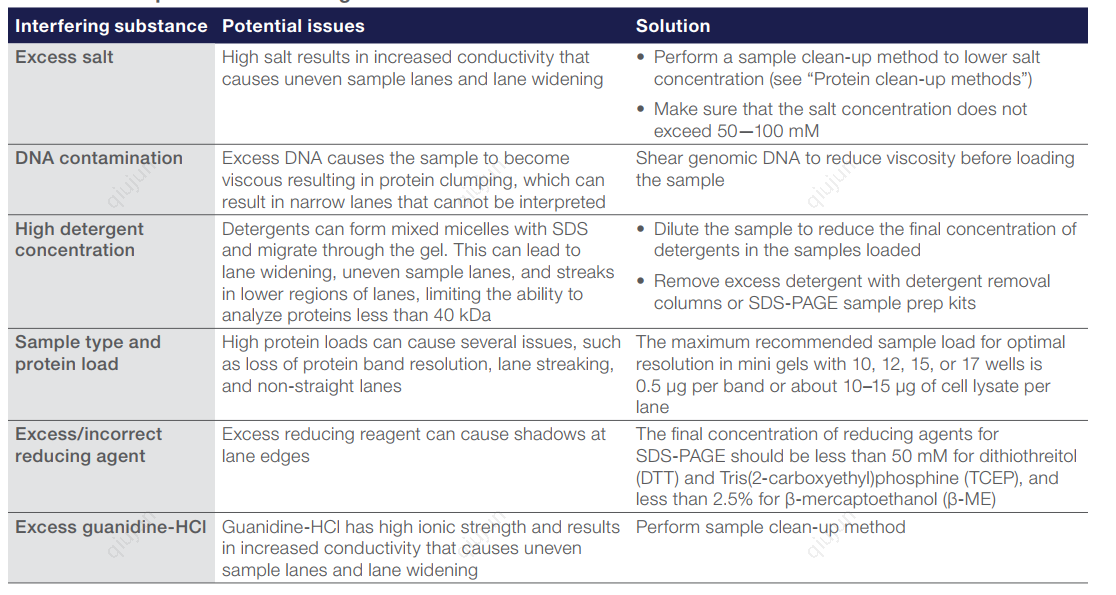 Interfering substance Potential issues Solution
Excess salt
High salt results in increased conductivity that
causes uneven sample lanes and lane widening
• Perform a sample clean-up method to lower salt
concentration (see “Protein clean-up methods”)
• Make sure that the salt concentration does not
exceed 50—100 mM
DNA contamination
Excess DNA causes the sample to become
viscous resulting in protein clumping, which can
result in narrow lanes that cannot be interpreted
Shear genomic DNA to reduce viscosity before loading
the sample
High detergent
concentration
Detergents can form mixed micelles with SDS
and migrate through the gel. This can lead to
lane widening, uneven sample lanes, and streaks
in lower regions of lanes, limiting the ability to
analyze proteins less than 40 kDa
• Dilute the sample to reduce the final concentration of
detergents in the samples loaded
• Remove excess detergent with detergent removal
columns or SDS-PAGE sample prep kits
Sample type and
protein load
High protein loads can cause several issues, such
as loss of protein band resolution, lane streaking,
and non-straight lanes
The maximum recommended sample load for optimal
resolution in mini gels with 10, 12, 15, or 17 wells is
0.5 μg per band or about 10–15 μg of cell lysate per
lane
Excess/incorrect
reducing agent
Excess reducing reagent can cause shadows at
lane edges
The final concentration of reducing agents for
SDS-PAGE should be less than 50 mM for dithiothreitol
(DTT) and Tris(2-carboxyethyl)phosphine (TCEP), and
less than 2.5% for β-mercaptoethanol (β-ME)
Excess guanidine-HCl
Guanidine-HCl has high ionic strength and results
in increased conductivity that causes uneven
sample lanes and lane widening
Perform sample clean-up method
qiujun
qiujun
qiujun
qiujun
qiujun
qiujun